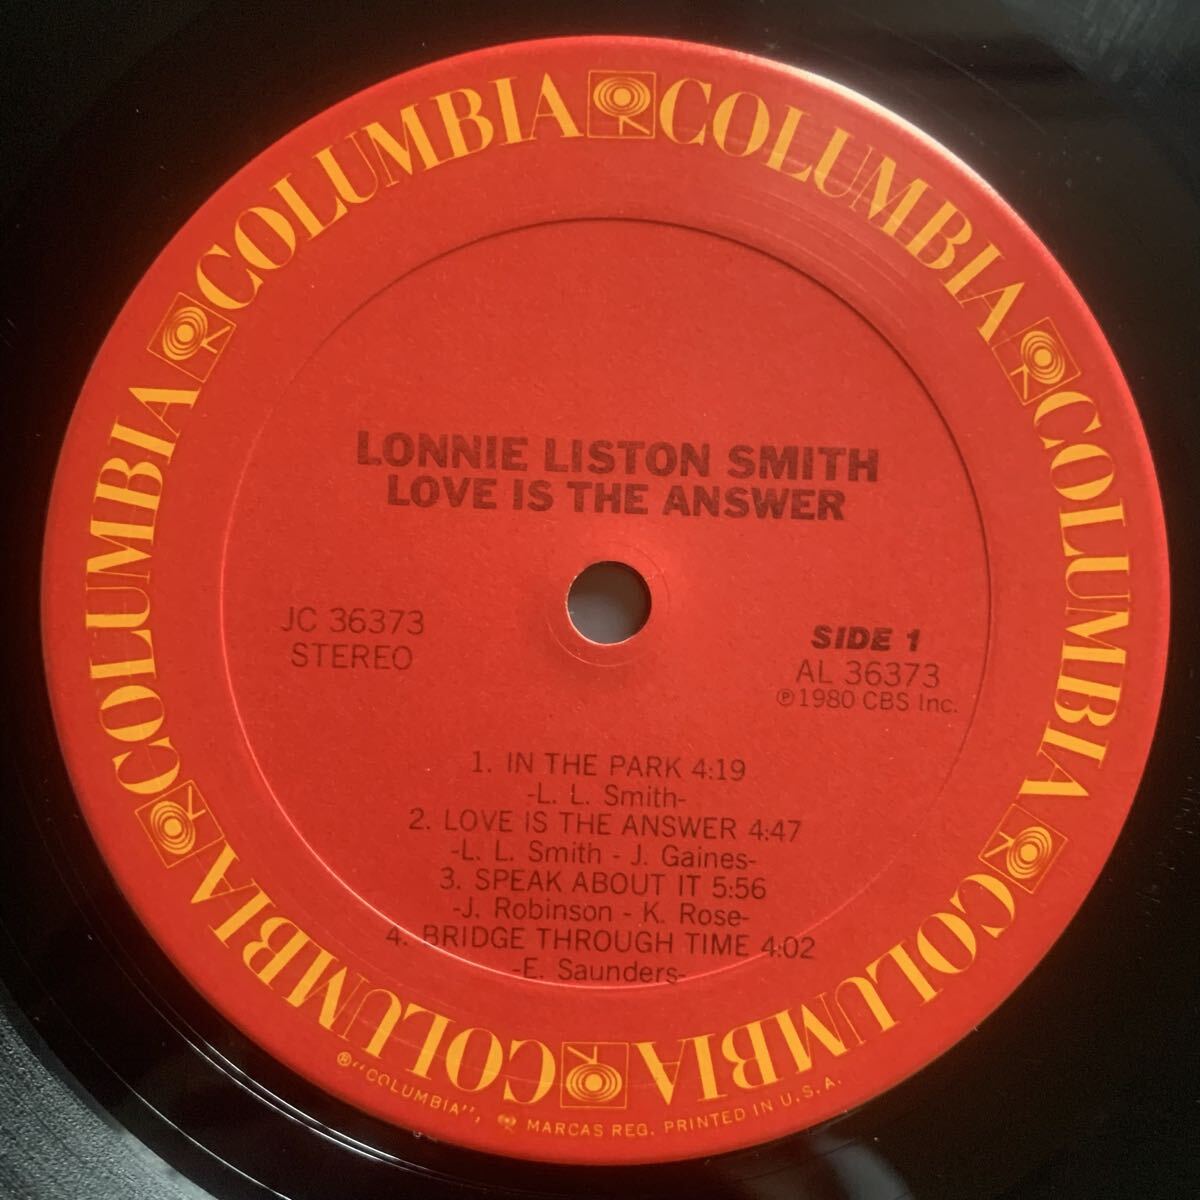 COLUMBIA COLUMBIA COLUMBIA COLUMBIA COLUMBIA COLUMBIA
LONNIE LISTON SMITH
LOVE IS THE ANSWER
JC 36373
STEREO
SIDE 1
AL 36373
℗1980 CBS Inc.
1. IN THE PARK 4:19
-L. L. Smith-
2. LOVE IS THE ANSWER 4:47
-L. L. Smith - J. Gaines-
3. SPEAK ABOUT IT 5:56
-J. Robinson - K. Rose-
4. BRIDGE THROUGH TIME 4:02
-E. Saunders-
®"COLUMBIA", MARCAS REG. PRINTED IN U.S.A.